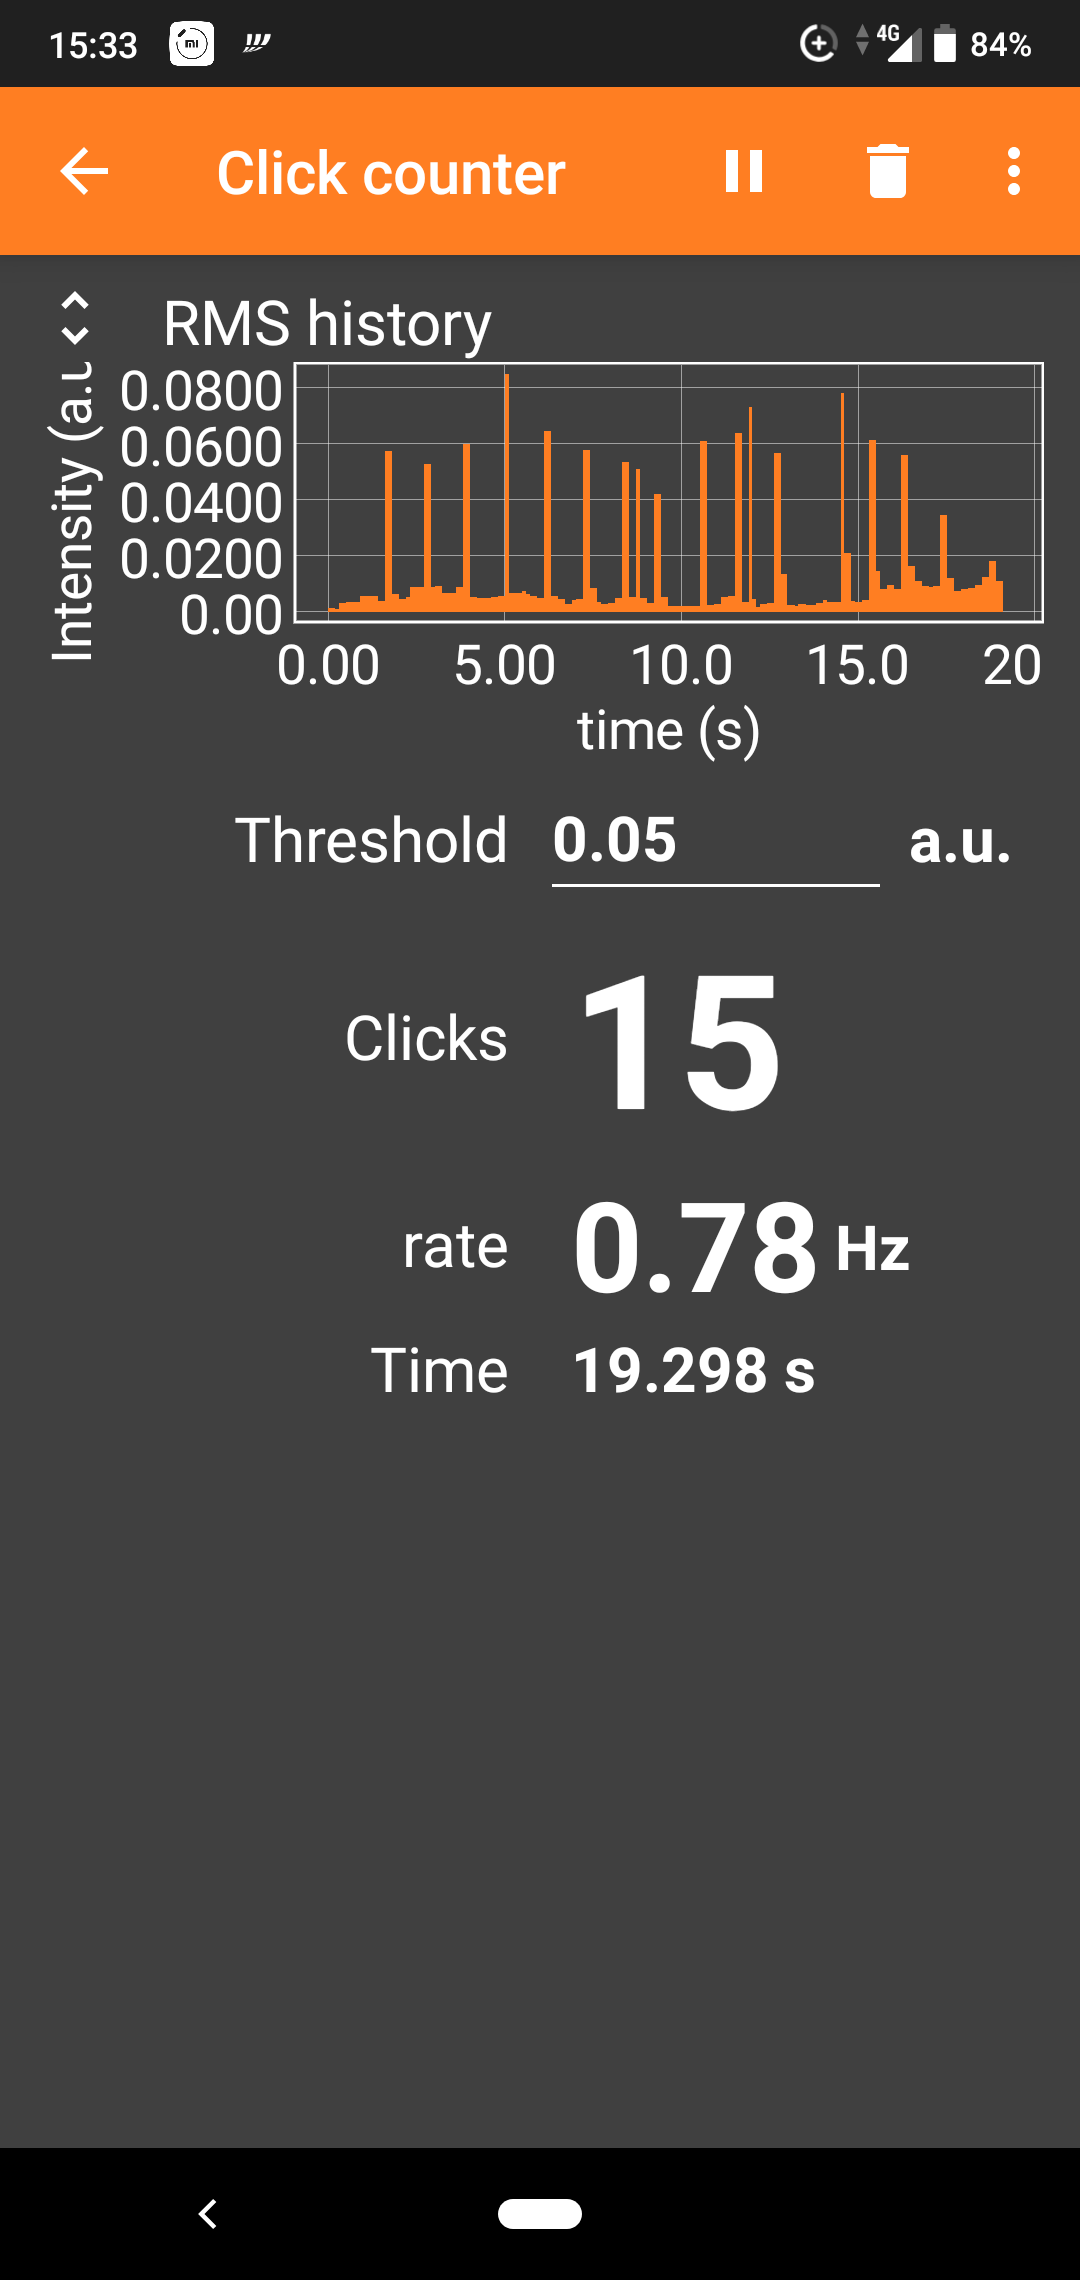 15:33 mi 4G 84%
Click counter
RMS history
Intensity (a.u
0.0800
0.0600
0.0400
0.0200
0.00
0.00 5.00 10.0 15.0 20
time (s)
Threshold 0.05 a.u.
Clicks 15
rate 0.78 Hz
Time 19.298 s